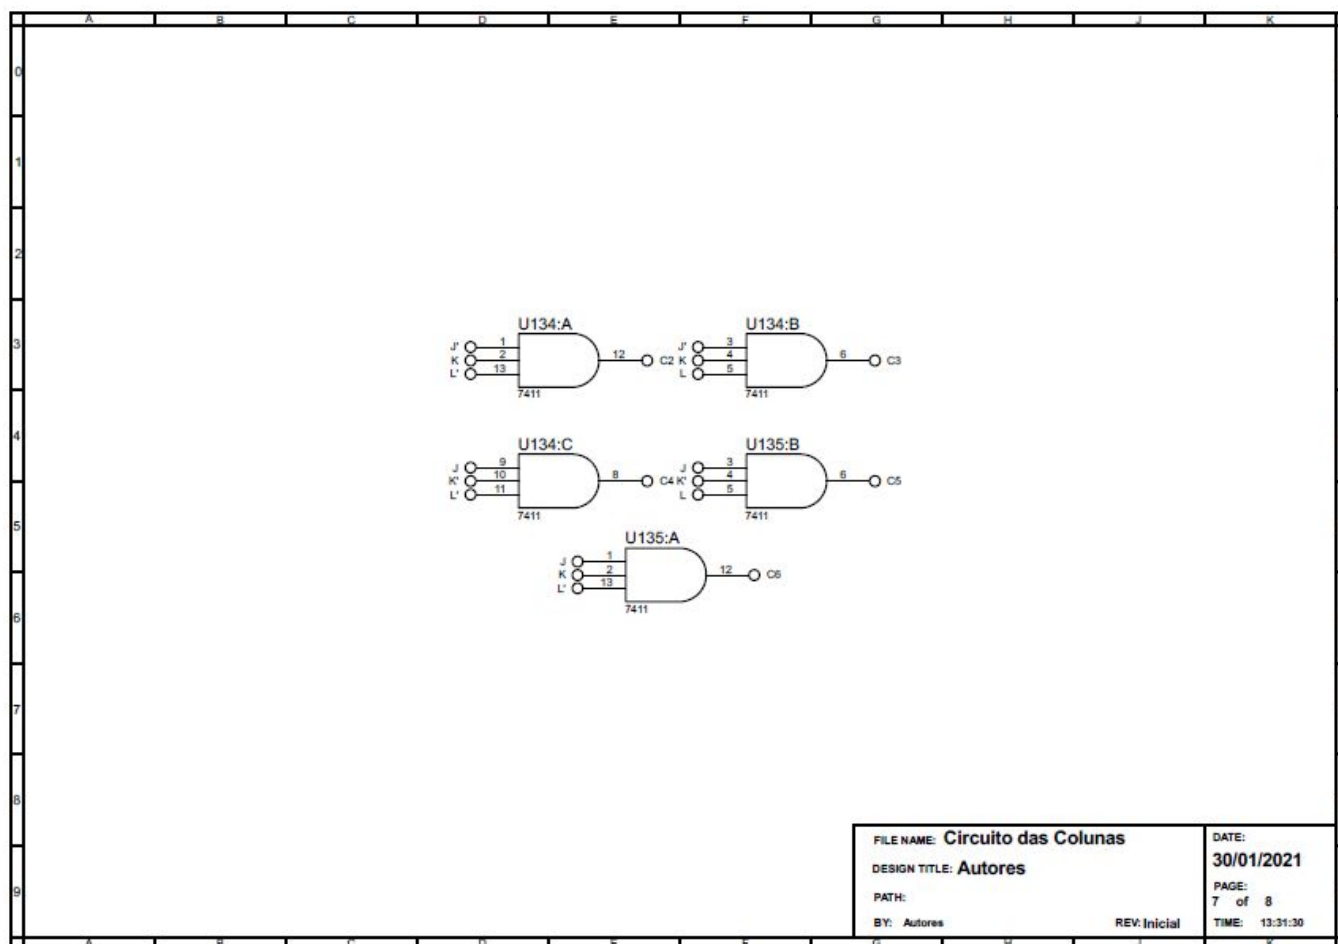 A B C D E F G H J K
0
1
2
3
4
5
6
7
8
9
U134:A
J' 1
K 2
L' 13
12 C2
7411
U134:B
J' 3
K 4
L 5
6 C3
7411
U134:C
J 9
K' 10
L' 11
8 C4
7411
U135:B
J 3
K' 4
L 5
6 C5
7411
U135:A
J 1
K 2
L' 13
12 C6
7411
FILE NAME: Circuito das Colunas
DESIGN TITLE: Autores
PATH:
BY: Autores REV: Inicial
DATE:
30/01/2021
PAGE:
7 of 8
TIME: 13:31:30
A B C D E F G H J K